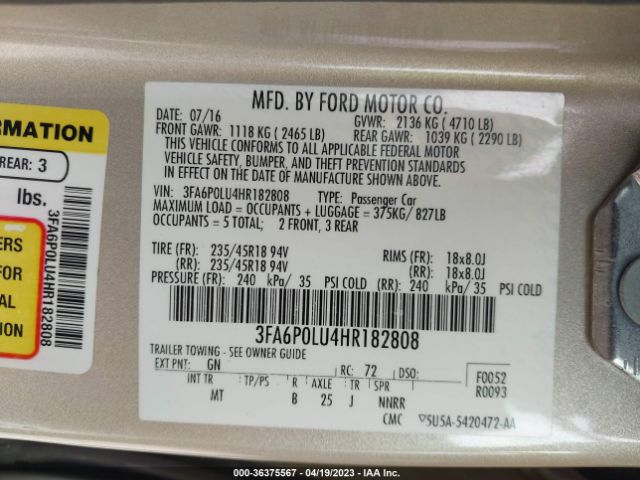 ORMATION
REAR: 3
lbs.
ERS
FOR
AL
TION
3FA6P0LU4HR182808
MFD. BY FORD MOTOR CO.
DATE: 07/16 GVWR: 2136 KG ( 4710 LB)
FRONT GAWR: 1118 KG ( 2465 LB) REAR GAWR: 1039 KG ( 2290 LB)
THIS VEHICLE CONFORMS TO ALL APPLICABLE FEDERAL MOTOR
VEHICLE SAFETY, BUMPER, AND THEFT PREVENTION STANDARDS
IN EFFECT ON THE DATE OF MANUFACTURE SHOWN ABOVE.
VIN: 3FA6P0LU4HR182808 TYPE: Passenger Car
MAXIMUM LOAD = OCCUPANTS + LUGGAGE = 375KG/ 827LB
OCCUPANTS = 5 TOTAL; 2 FRONT, 3 REAR
TIRE (FR): 235/45R18 94V RIMS (FR): 18x8.0J
(RR): 235/45R18 94V (RR): 18x8.0J
PRESSURE (FR): 240 kPa/ 35 PSI COLD (RR): 240 kPa/ 35 PSI COLD
3FA6P0LU4HR182808
TRAILER TOWING - SEE OWNER GUIDE
EXT PNT: GN RC: 72 DSO: F0052
INT TR TP/PS R AXLE TR SPR R0093
MT B 25 J NNRR
CMC 5U5A-5420472-AA
000-36375567 - 04/19/2023 - IAA Inc.